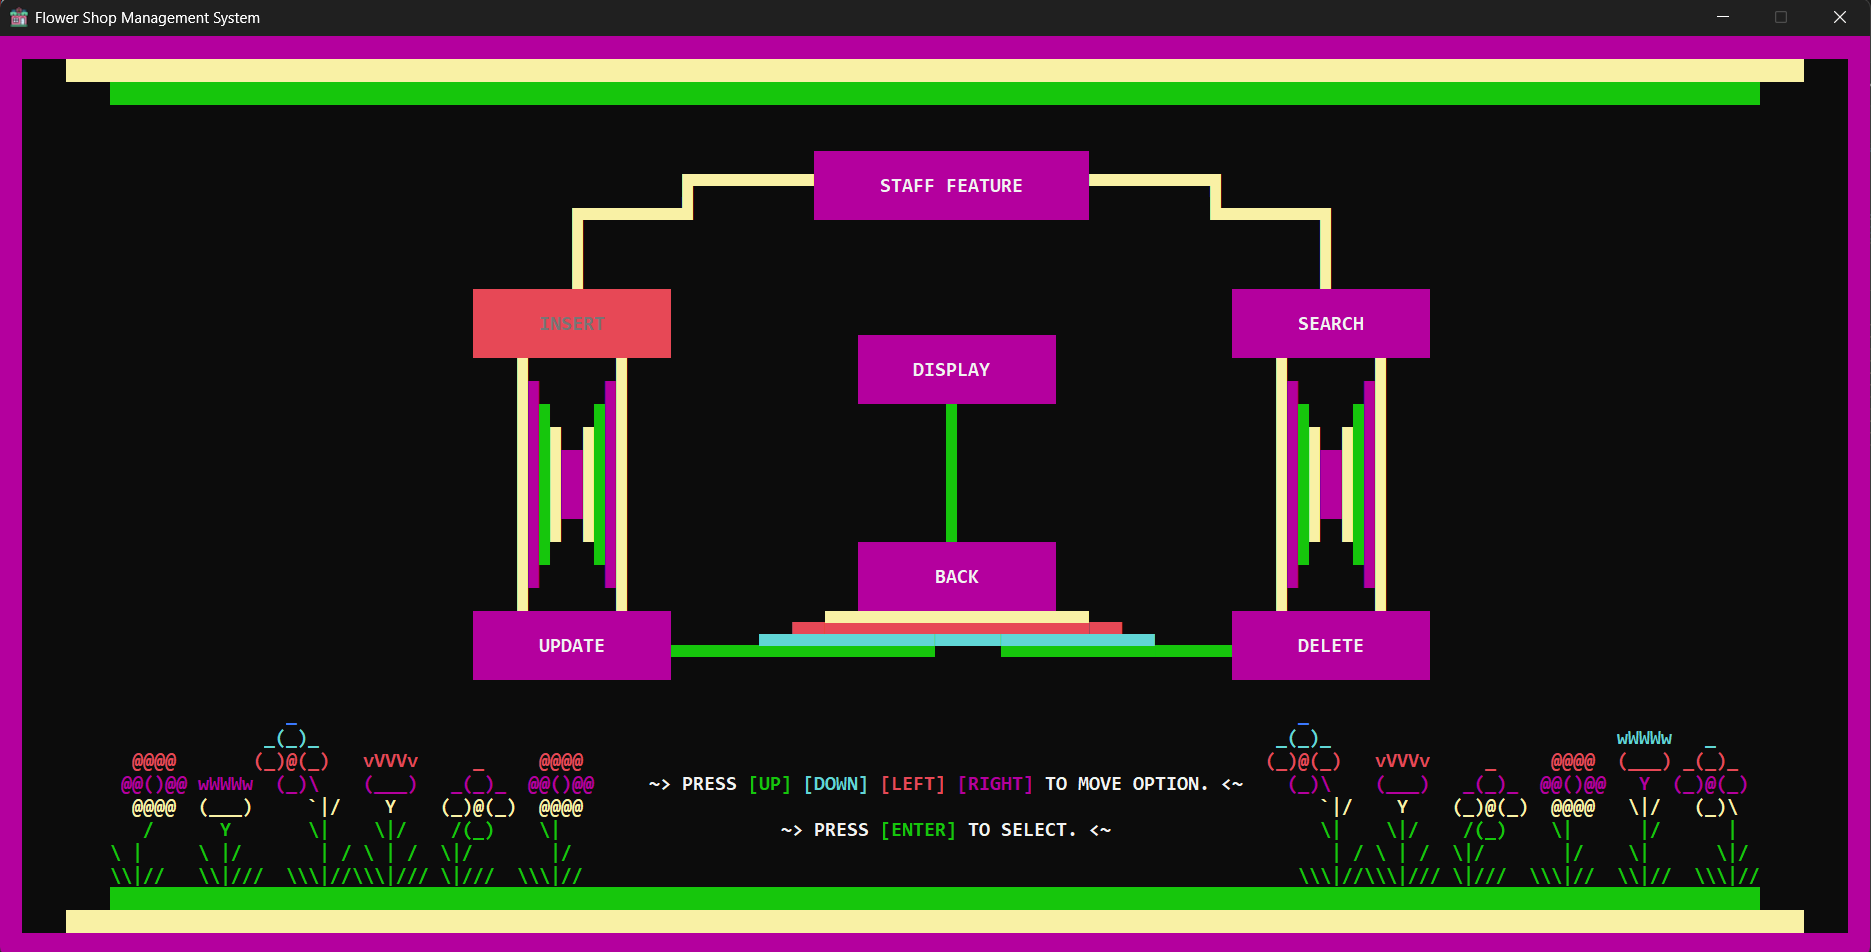 Flower Shop Management System
STAFF FEATURE
INSERT
SEARCH
DISPLAY
BACK
UPDATE
DELETE
~> PRESS [UP] [DOWN] [LEFT] [RIGHT] TO MOVE OPTION. <~
~> PRESS [ENTER] TO SELECT. <~